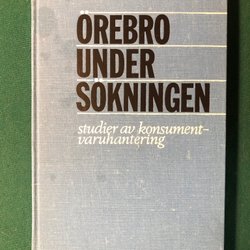 ÖREBRO
UNDER
SÖKNINGEN
studier av konsument-
varuhantering